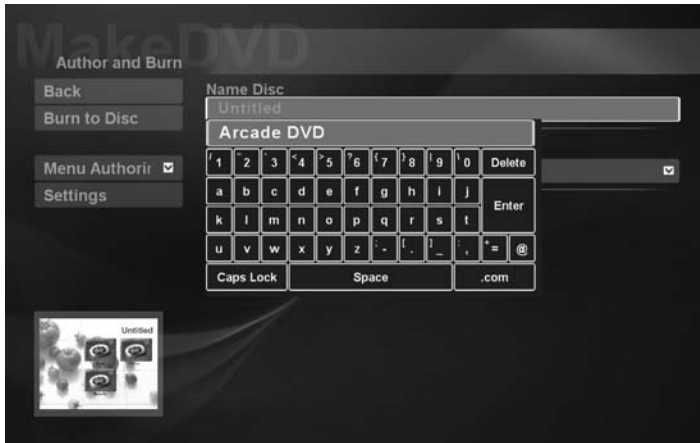 MakeDVD
Author and Burn
Back
Burn to Disc
Menu Authorin
Settings
Name Disc
Untitled
Arcade DVD
/ 1 ~ 2 ` 3 < 4 > 5 ? 6 { 7 } 8 | 9 \ 0 Delete
a b c d e f g h i j
Enter
k l m n o p q r s t
u v w x y z ; - [ . ] _ : , + = @
Caps Lock Space .com
Untitled